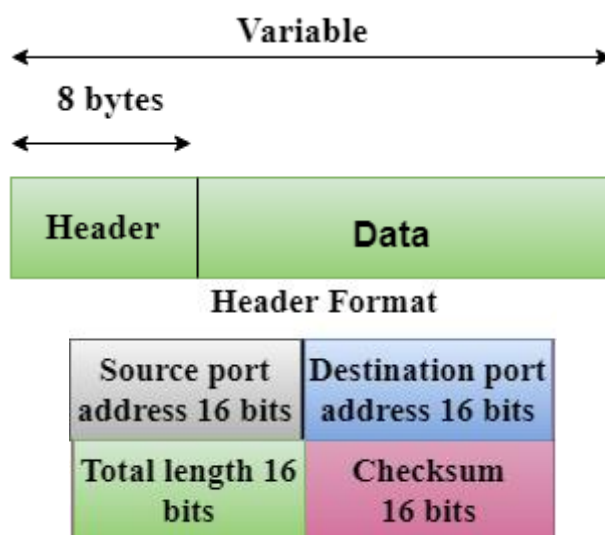 Variable
8 bytes
Header
Data
Header Format
Source port
address 16 bits
Destination port
address 16 bits
Total length 16
bits
Checksum
16 bits